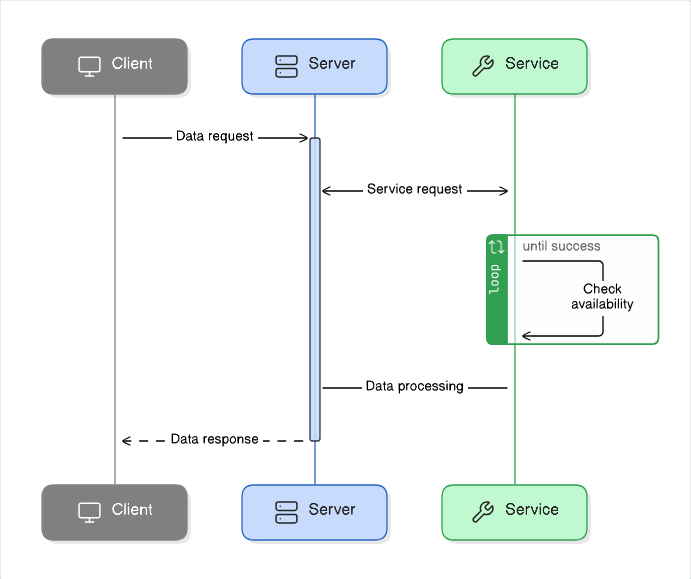 Client
Server
Service
Data request
Service request
loop
until success
Check
availability
Data processing
Data response
Client
Server
Service